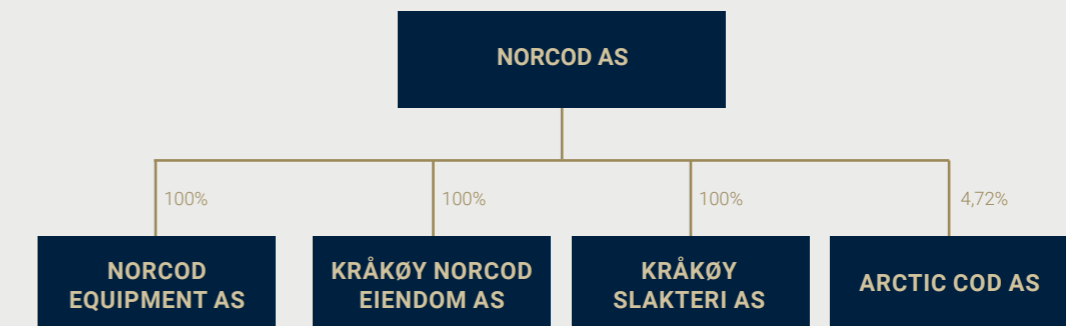 NORCOD AS
100%
100%
100%
4,72%
NORCOD
EQUIPMENT AS
KRÅKØY NORCOD
EIENDOM AS
KRÅKØY
SLAKTERI AS
ARCTIC COD AS